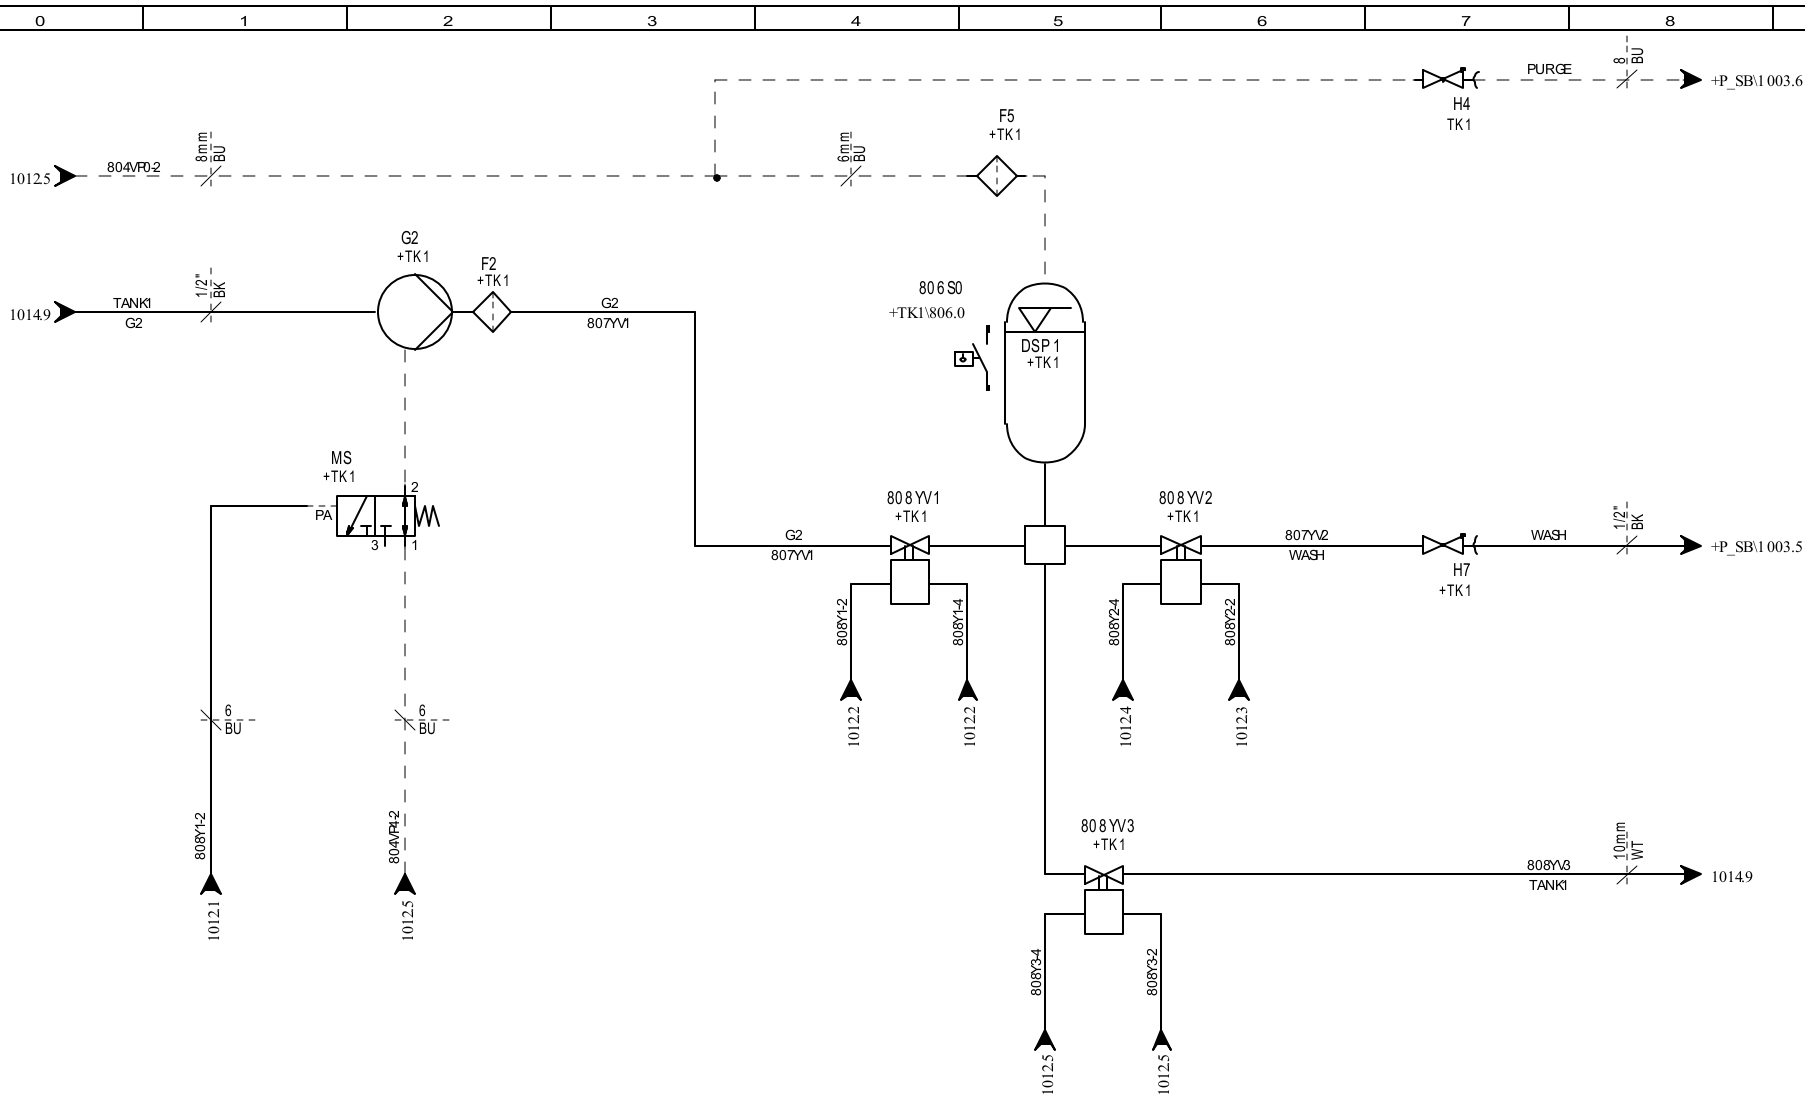 0 1 2 3 4 5 6 7 8
PURGE
8
BU
+P_SB\1003.6
H4
TK1
F5
+TK1
1012.5
804VP0-2
8mm
BU
6mm
BU
G2
+TK1
F2
+TK1
1014.9
TANK1
G2
1/2"
BK
G2
807YV1
806S0
+TK1\806.0
DSP1
+TK1
MS
+TK1
2
PA
3
1
808YV1
+TK1
808YV2
+TK1
G2
807YV1
807YV2
WASH
WASH
1/2"
BK
+P_SB\1003.5
H7
+TK1
808Y1-2
808Y1-4
808Y2-4
808Y2-2
1012.2
1012.2
1012.4
1012.3
6
BU
6
BU
808Y1-2
804VP4-2
1012.1
1012.5
808YV3
+TK1
808YV3
TANK1
10mm
WT
1014.9
808Y3-4
808Y3-2
1012.5
1012.5